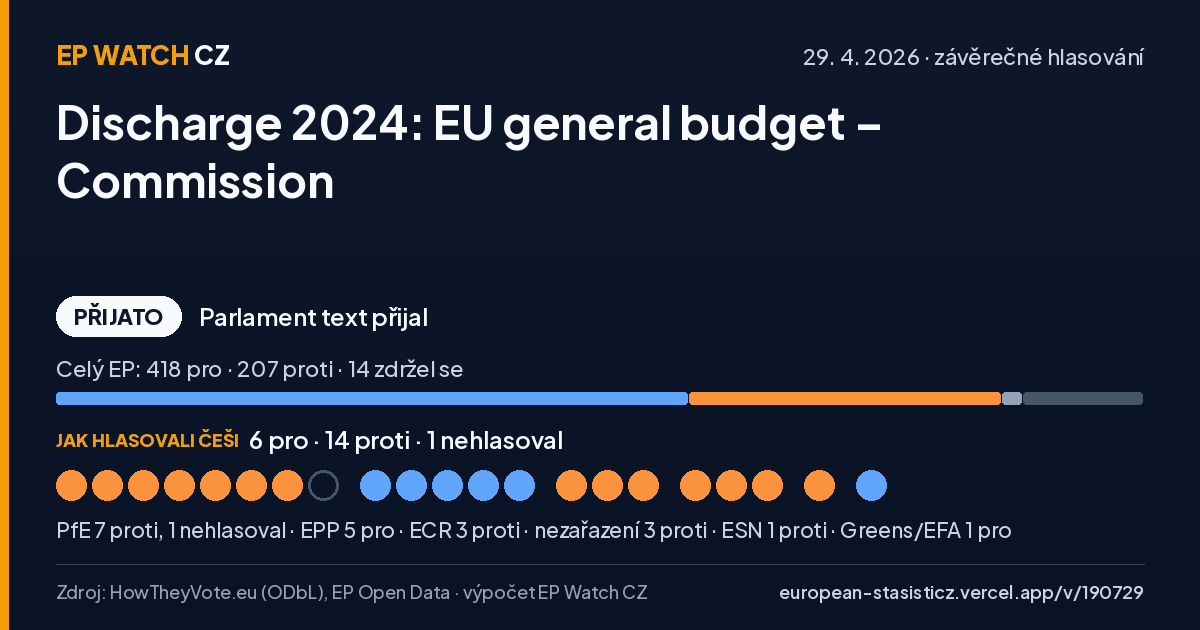 EP WATCH CZ
29. 4. 2026 · závěrečné hlasování
Discharge 2024: EU general budget –
Commission
PŘIJATO Parlament text přijal
Celý EP: 418 pro · 207 proti · 14 zdržel se
JAK HLASOVALI ČEŠI 6 pro · 14 proti · 1 nehlasoval
PfE 7 proti, 1 nehlasoval · EPP 5 pro · ECR 3 proti · nezařazení 3 proti · ESN 1 proti · Greens/EFA 1 pro
Zdroj: HowTheyVote.eu (ODbL), EP Open Data · výpočet EP Watch CZ
european-stasisticz.vercel.app/v/190729